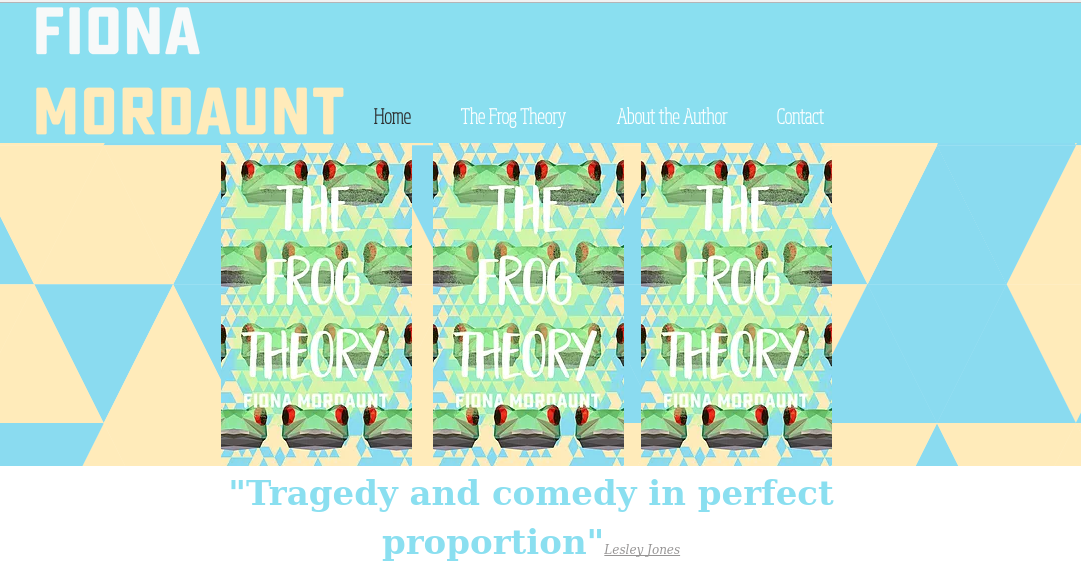 FIONA
MORDAUNT
Home The Frog Theory About the Author Contact
THE THE THE
FROG FROG FROG
THEORY THEORY THEORY
FIONA MORDAUNT FIONA MORDAUNT FIONA MORDAUNT
"Tragedy and comedy in perfect
proportion"Lesley Jones